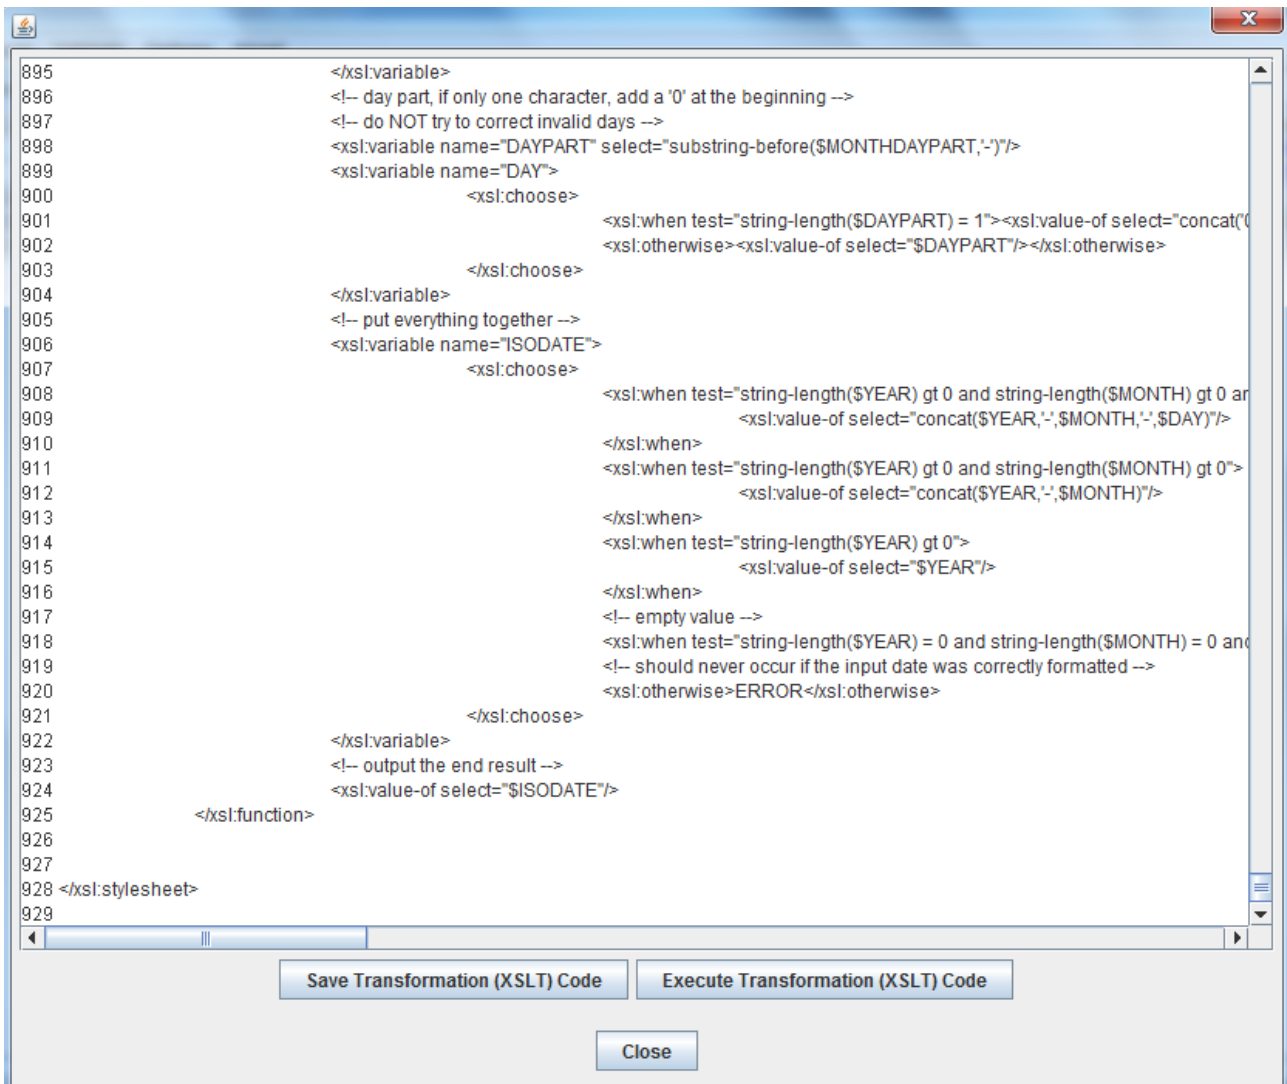 895 </xsl:variable>
896 <!-- day part, if only one character, add a '0' at the beginning -->
897 <!-- do NOT try to correct invalid days -->
898 <xsl:variable name="DAYPART" select="substring-before($MONTHDAYPART,'-')"/>
899 <xsl:variable name="DAY">
900 <xsl:choose>
901 <xsl:when test="string-length($DAYPART) = 1"><xsl:value-of select="concat('0
902 <xsl:otherwise><xsl:value-of select="$DAYPART"/></xsl:otherwise>
903 </xsl:choose>
904 </xsl:variable>
905 <!-- put everything together -->
906 <xsl:variable name="ISODATE">
907 <xsl:choose>
908 <xsl:when test="string-length($YEAR) gt 0 and string-length($MONTH) gt 0 an
909 <xsl:value-of select="concat($YEAR,'-',$MONTH,'-',$DAY)"/>
910 </xsl:when>
911 <xsl:when test="string-length($YEAR) gt 0 and string-length($MONTH) gt 0">
912 <xsl:value-of select="concat($YEAR,'-',$MONTH)"/>
913 </xsl:when>
914 <xsl:when test="string-length($YEAR) gt 0">
915 <xsl:value-of select="$YEAR"/>
916 </xsl:when>
917 <!-- empty value -->
918 <xsl:when test="string-length($YEAR) = 0 and string-length($MONTH) = 0 and
919 <!-- should never occur if the input date was correctly formatted -->
920 <xsl:otherwise>ERROR</xsl:otherwise>
921 </xsl:choose>
922 </xsl:variable>
923 <!-- output the end result -->
924 <xsl:value-of select="$ISODATE"/>
925 </xsl:function>
926
927
928 </xsl:stylesheet>
929
Save Transformation (XSLT) Code Execute Transformation (XSLT) Code
Close